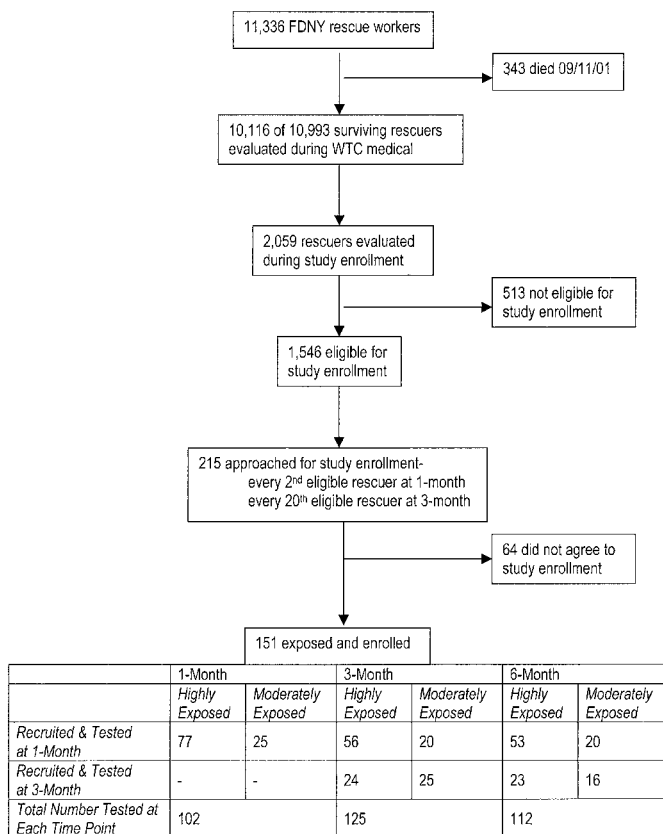 11,336 FDNY rescue workers
343 died 09/11/01
10,116 of 10,993 surviving rescuers
evaluated during WTC medical
2,059 rescuers evaluated
during study enrollment
513 not eligible for
study enrollment
1,546 eligible for
study enrollment
215 approached for study enrollment-
every 2nd eligible rescuer at 1-month
every 20th eligible rescuer at 3-month
64 did not agree to
study enrollment
151 exposed and enrolled
1-Month 3-Month 6-Month
Highly Moderately Highly Moderately Highly Moderately
Exposed Exposed Exposed Exposed Exposed Exposed
Recruited & Tested
at 1-Month 77 25 56 20 53 20
Recruited & Tested
at 3-Month - - 24 25 23 16
Total Number Tested at
Each Time Point 102 125 112